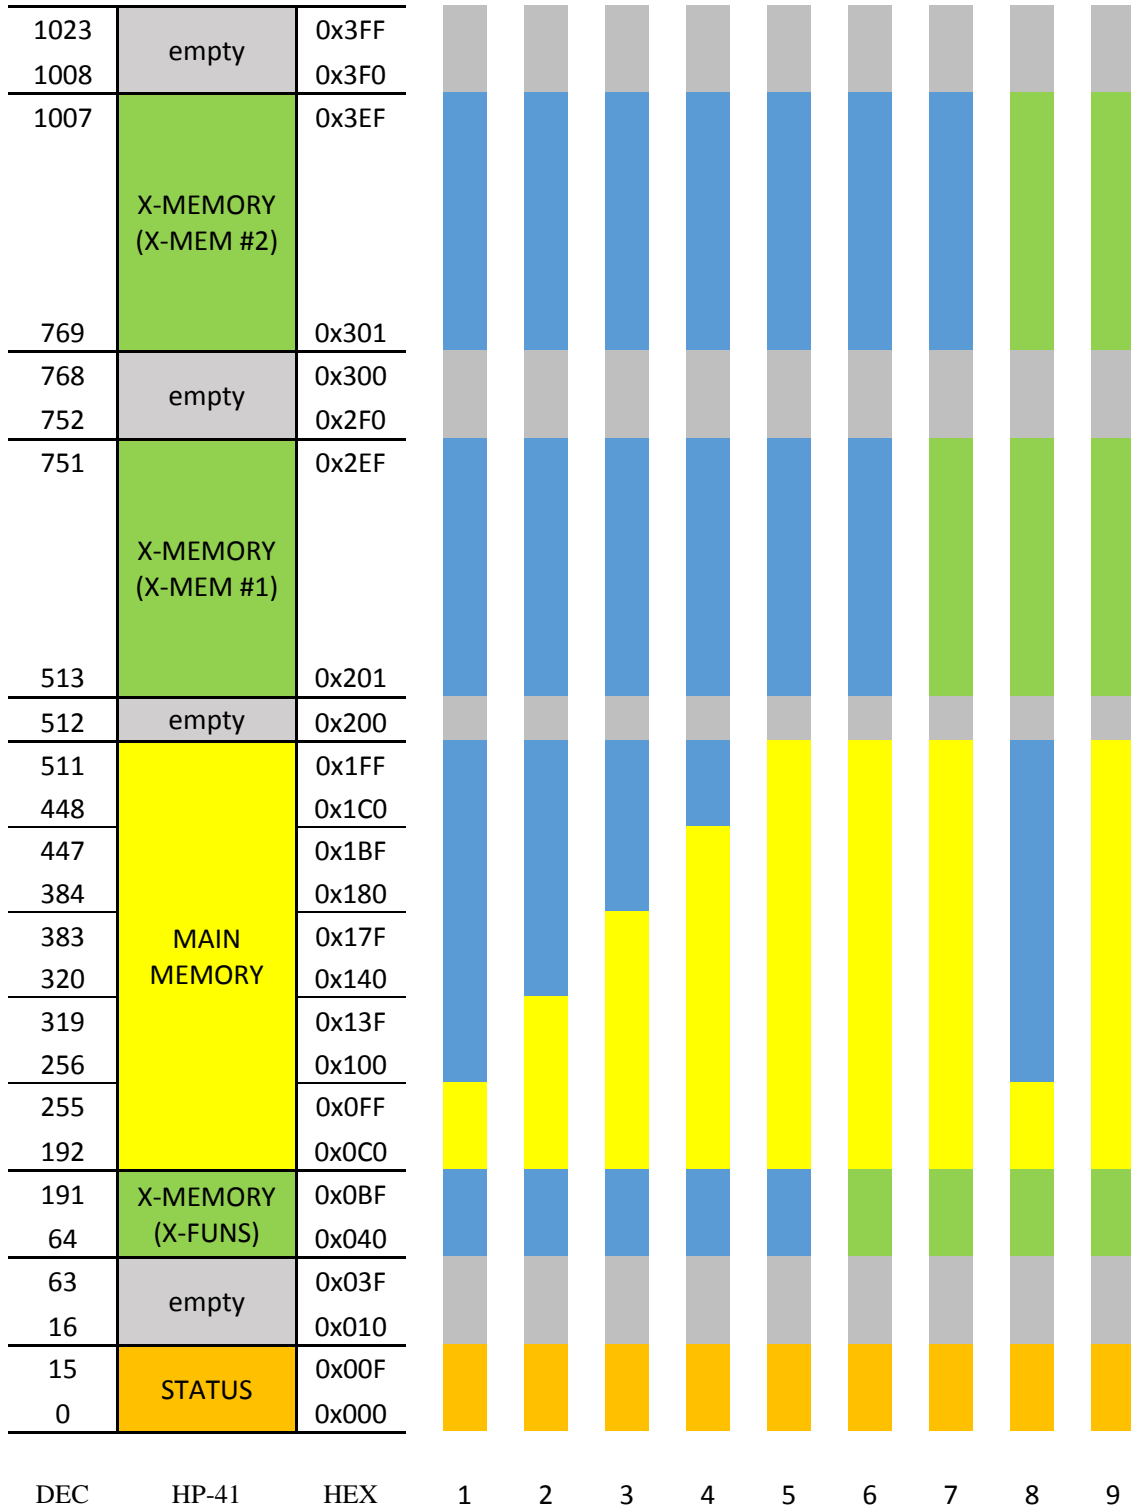 1023 empty 0x3FF
1008 0x3F0
1007 0x3EF
X-MEMORY
(X-MEM #2)
769 0x301
768 empty 0x300
752 0x2F0
751 0x2EF
X-MEMORY
(X-MEM #1)
513 0x201
512 empty 0x200
511 0x1FF
448 0x1C0
447 0x1BF
384 0x180
383 MAIN 0x17F
320 MEMORY 0x140
319 0x13F
256 0x100
255 0x0FF
192 0x0C0
191 X-MEMORY 0x0BF
64 (X-FUNS) 0x040
63 empty 0x03F
16 0x010
15 STATUS 0x00F
0 0x000
DEC HP-41 HEX 1 2 3 4 5 6 7 8 9